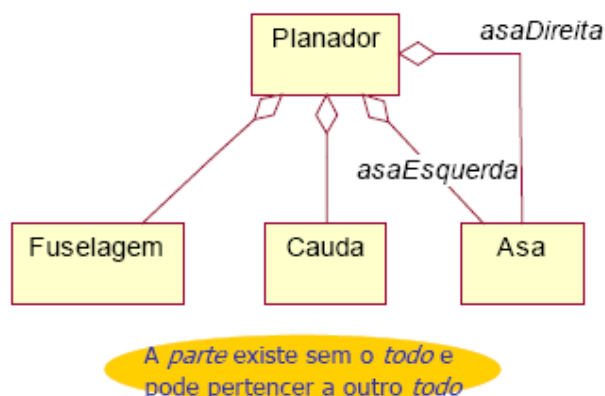 Planador
asaDireita
asaEsquerda
Fuselagem
Cauda
Asa
A parte existe sem o todo e
pode pertencer a outro todo